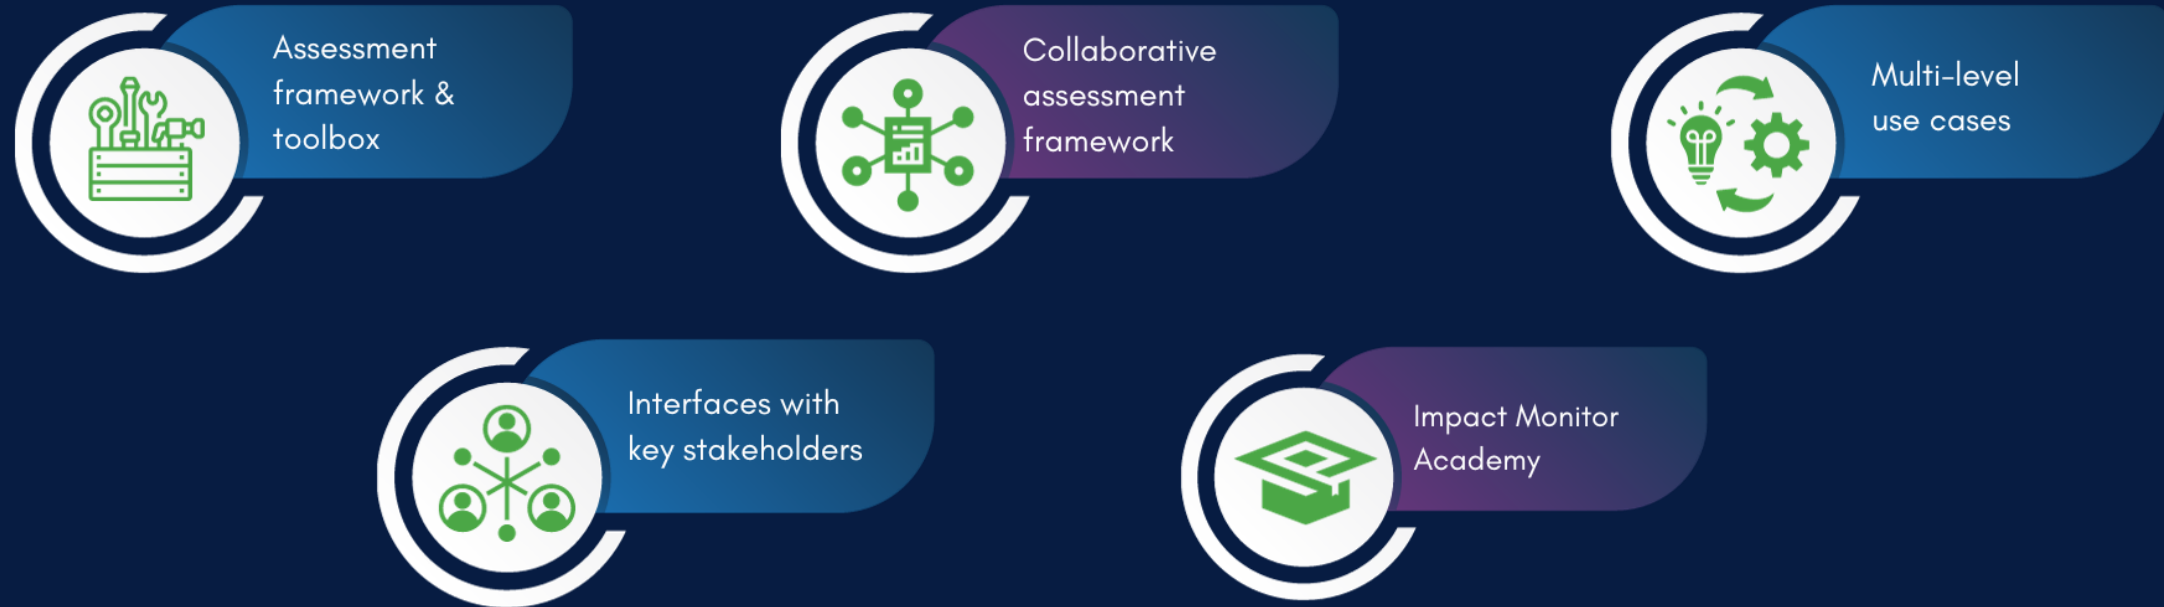 Assessment
framework &
toolbox
Collaborative
assessment
framework
Multi-level
use cases
Interfaces with
key stakeholders
Impact Monitor
Academy